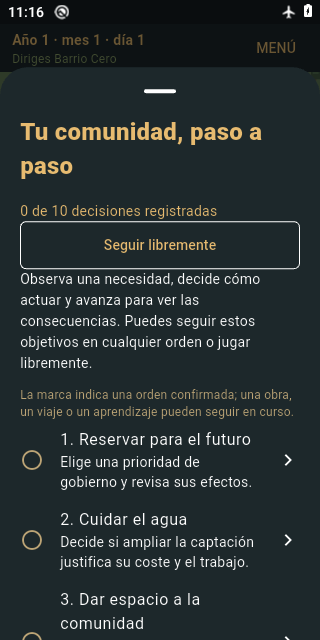 11:16
Año 1 · mes 1 · día 1
Diriges Barrio Cero
MENÚ
Tu comunidad, paso a
paso
0 de 10 decisiones registradas
Seguir libremente
Observa una necesidad, decide cómo
actuar y avanza para ver las
consecuencias. Puedes seguir estos
objetivos en cualquier orden o jugar
libremente.
La marca indica una orden confirmada; una obra,
un viaje o un aprendizaje pueden seguir en curso.
1. Reservar para el futuro
Elige una prioridad de
gobierno y revisa sus efectos.
2. Cuidar el agua
Decide si ampliar la captación
justifica su coste y el trabajo.
3. Dar espacio a la
comunidad